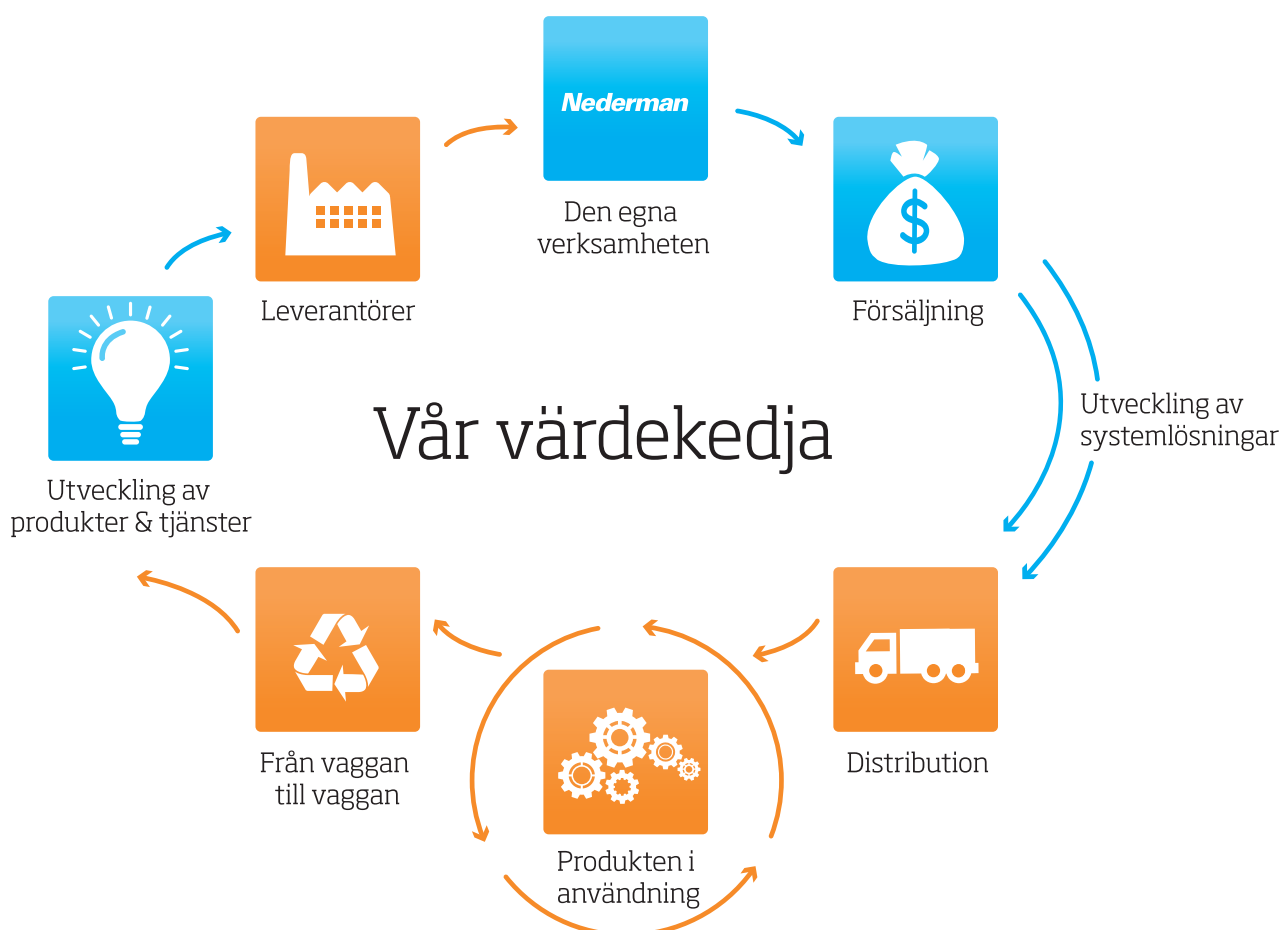 Nederman
Den egna
verksamheten
$
Leverantörer
Försäljning
Utveckling av
systemlösningar
Vår värdekedja
Utveckling av
produkter & tjänster
Från vaggan
till vaggan
Distribution
Produkten i
användning